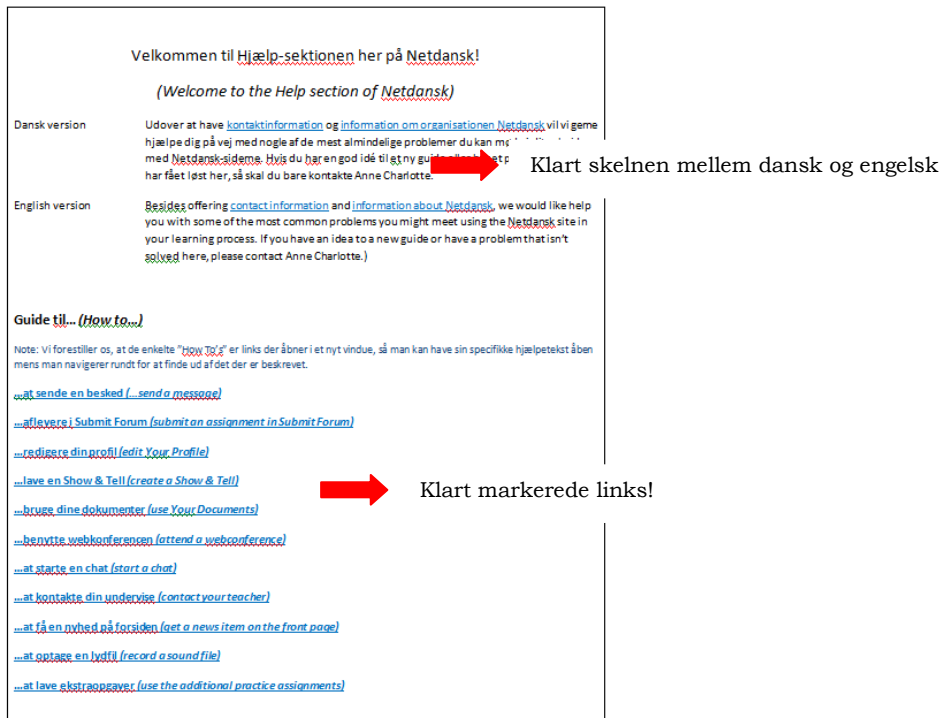 Velkommen til Hjælp-sektionen her på Netdansk!
(Welcome to the Help section of Netdansk)
Dansk version
Udover at have kontaktinformation og information om organisationen Netdansk vil vi gerne
hjælpe dig på vej med nogle af de mest almindelige problemer du kan
med Netdansk-siderne. Hvis du har en god idé til et ny
har fået løst her, så skal du bare kontakte Anne Charlotte.
Klart skelnen mellem dansk og engelsk
English version
Besides offering contact information and information about Netdansk, we would like help
you with some of the most common problems you might meet using the Netdansk site in
your learning process. If you have an idea to a new guide or have a problem that isn't
solved here, please contact Anne Charlotte.)
Guide til... (How to...)
Note: Vi forestiller os, at de enkelte "How To's" er links der åbner i et nyt vindue, så man kan have sin specifikke hjælpetekst åben
mens man navigerer rundt for at finde ud af det der er beskrevet.
...at sende en besked (...send a message)
...aflevere i Submit Forum (submit an assignment in Submit Forum)
...redigere din profil (edit Your Profile)
...lave en Show & Tell (create a Show & Tell)
Klart markerede links!
...bruge dine dokumenter (use Your Documents)
...benytte webkonferencen (attend a webconference)
...at starte en chat (start a chat)
...at kontakte din undervise (contact your teacher)
...at få en nyhed på forsiden (get a news item on the front page)
...at optage en lydfil (record a sound file)
...at lave ekstraopgaver (use the additional practice assignments)